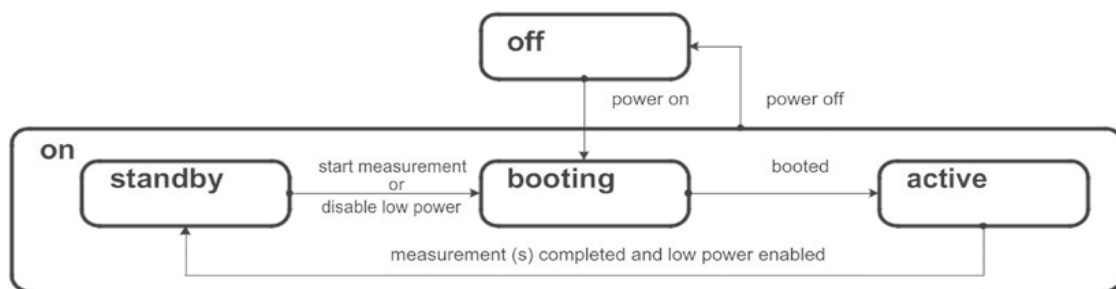 off
power on
power off
on
standby
start measurement
or
disable low power
booting
booted
active
measurement (s) completed and low power enabled